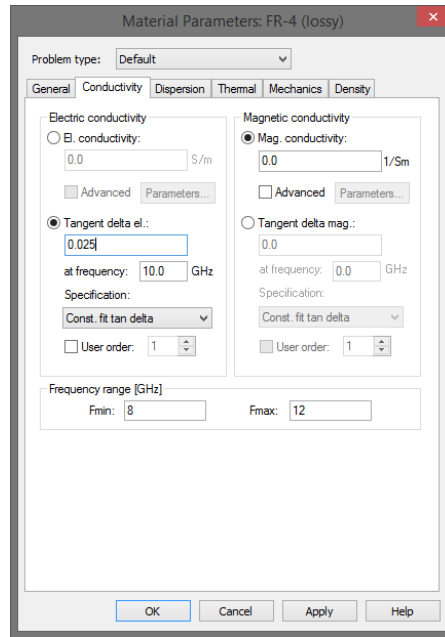 Material Parameters: FR-4 (lossy)
Problem type: Default
General Conductivity Dispersion Thermal Mechanics Density
Electric conductivity
El. conductivity:
0.0 S/m
Advanced Parameters...
Tangent delta el.:
0.025
at frequency: 10.0 GHz
Specification:
Const. fit tan delta
User order: 1
Magnetic conductivity
Mag. conductivity:
0.0 1/Sm
Advanced Parameters...
Tangent delta mag.:
0.0
at frequency: 0.0 GHz
Specification:
Const. fit tan delta
User order: 1
Frequency range [GHz]
Fmin: 8 Fmax: 12
OK Cancel Apply Help